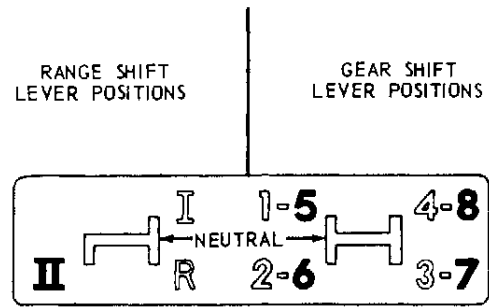 RANGE SHIFT
LEVER POSITIONS
GEAR SHIFT
LEVER POSITIONS
I 1-5 4-8
NEUTRAL
II R 2-6 3-7